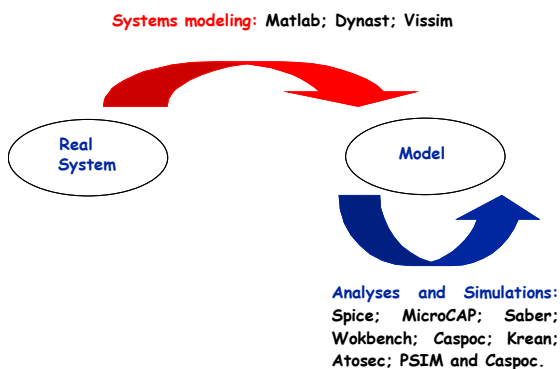 Systems modeling: Matlab; Dynast; Vissim
Real
System
Model
Analyses and Simulations:
Spice; MicroCAP; Saber;
Wokbench; Caspoc; Krean;
Atosec; PSIM and Caspoc.